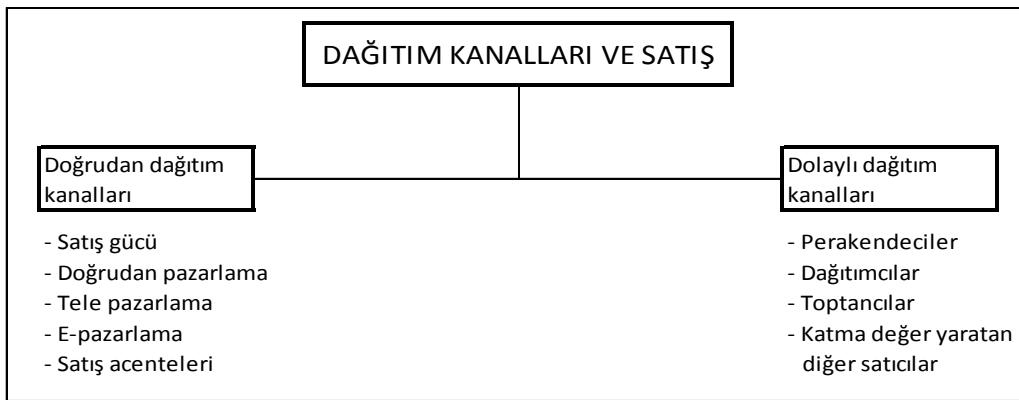 DAĞITIM KANALLARI VE SATIŞ
Doğrudan dağıtım
kanalları
- Satış gücü
- Doğrudan pazarlama
- Tele pazarlama
- E-pazarlama
- Satış acenteleri
Dolaylı dağıtım
kanalları
- Perakendeciler
- Dağıtımcılar
- Toptancılar
- Katma değer yaratan
diğer satıcılar